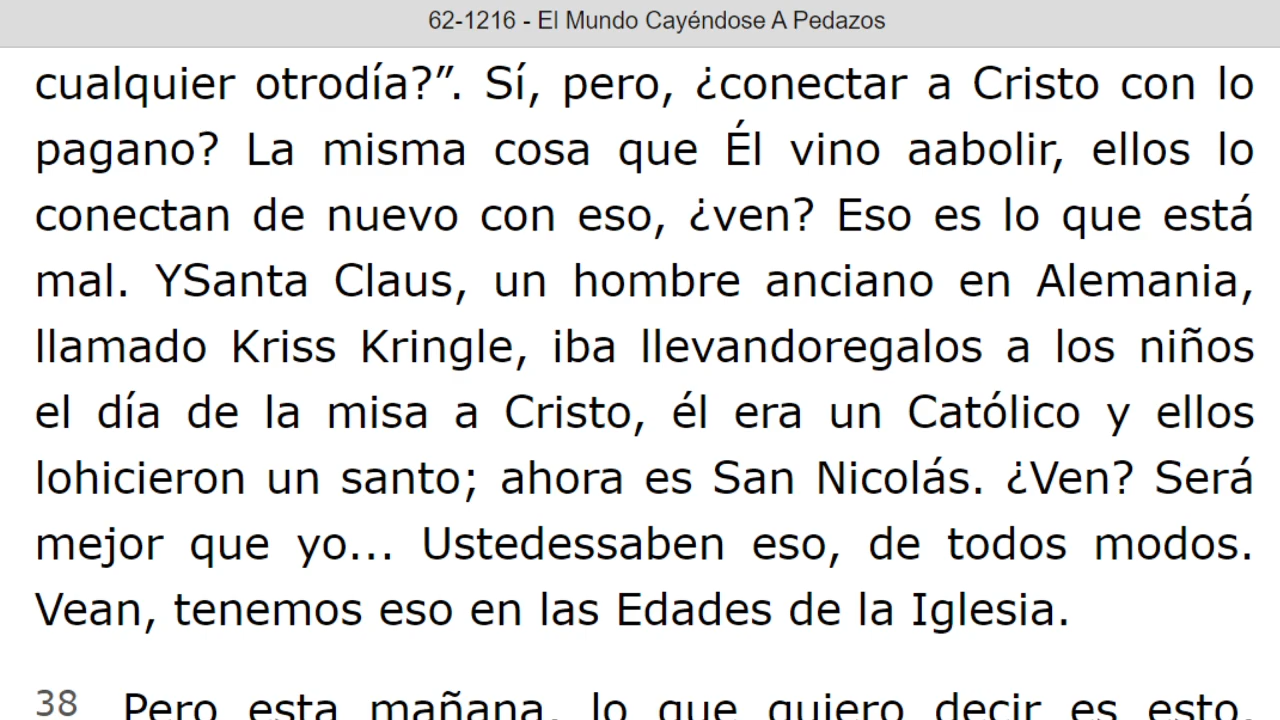 62-1216 - El Mundo Cayéndose A Pedazos
cualquier otrodía?”. Sí, pero, ¿conectar a Cristo con lo
pagano? La misma cosa que Él vino aabolir, ellos lo
conectan de nuevo con eso, ¿ven? Eso es lo que está
mal. YSanta Claus, un hombre anciano en Alemania,
llamado Kriss Kringle, iba llevandoregalos a los niños
el día de la misa a Cristo, él era un Católico y ellos
lohicieron un santo; ahora es San Nicolás. ¿Ven? Será
mejor que yo... Ustedessaben eso, de todos modos.
Vean, tenemos eso en las Edades de la Iglesia.
38 Pero esta mañana, lo que quiero decir es esto,